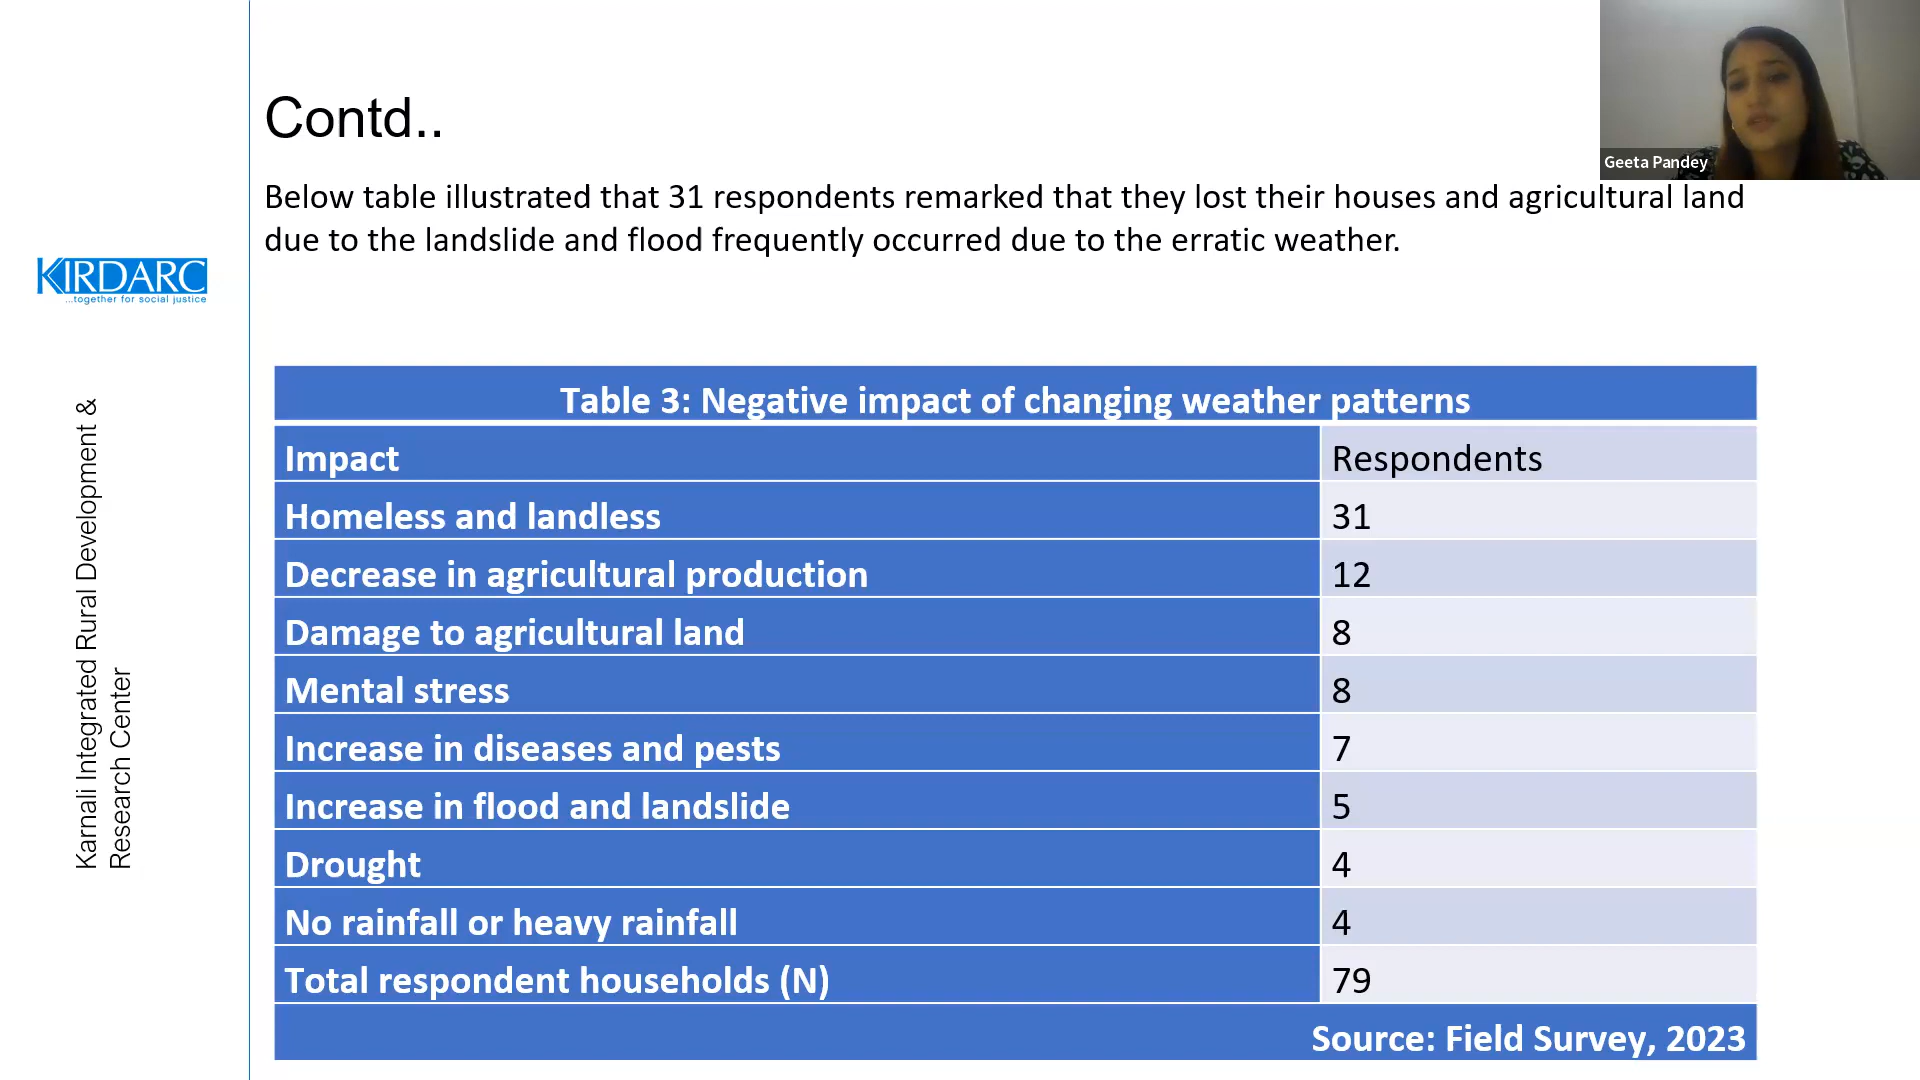 Contd..
Geeta Pandey
Below table illustrated that 31 respondents remarked that they lost their houses and agricultural land
due to the landslide and flood frequently occurred due to the erratic weather.
KIRDARC
...together for social justice
Karnali Integrated Rural Development &
Research Center
Table 3: Negative impact of changing weather patterns
Impact Respondents
Homeless and landless 31
Decrease in agricultural production 12
Damage to agricultural land 8
Mental stress 8
Increase in diseases and pests 7
Increase in flood and landslide 5
Drought 4
No rainfall or heavy rainfall 4
Total respondent households (N) 79
Source: Field Survey, 2023